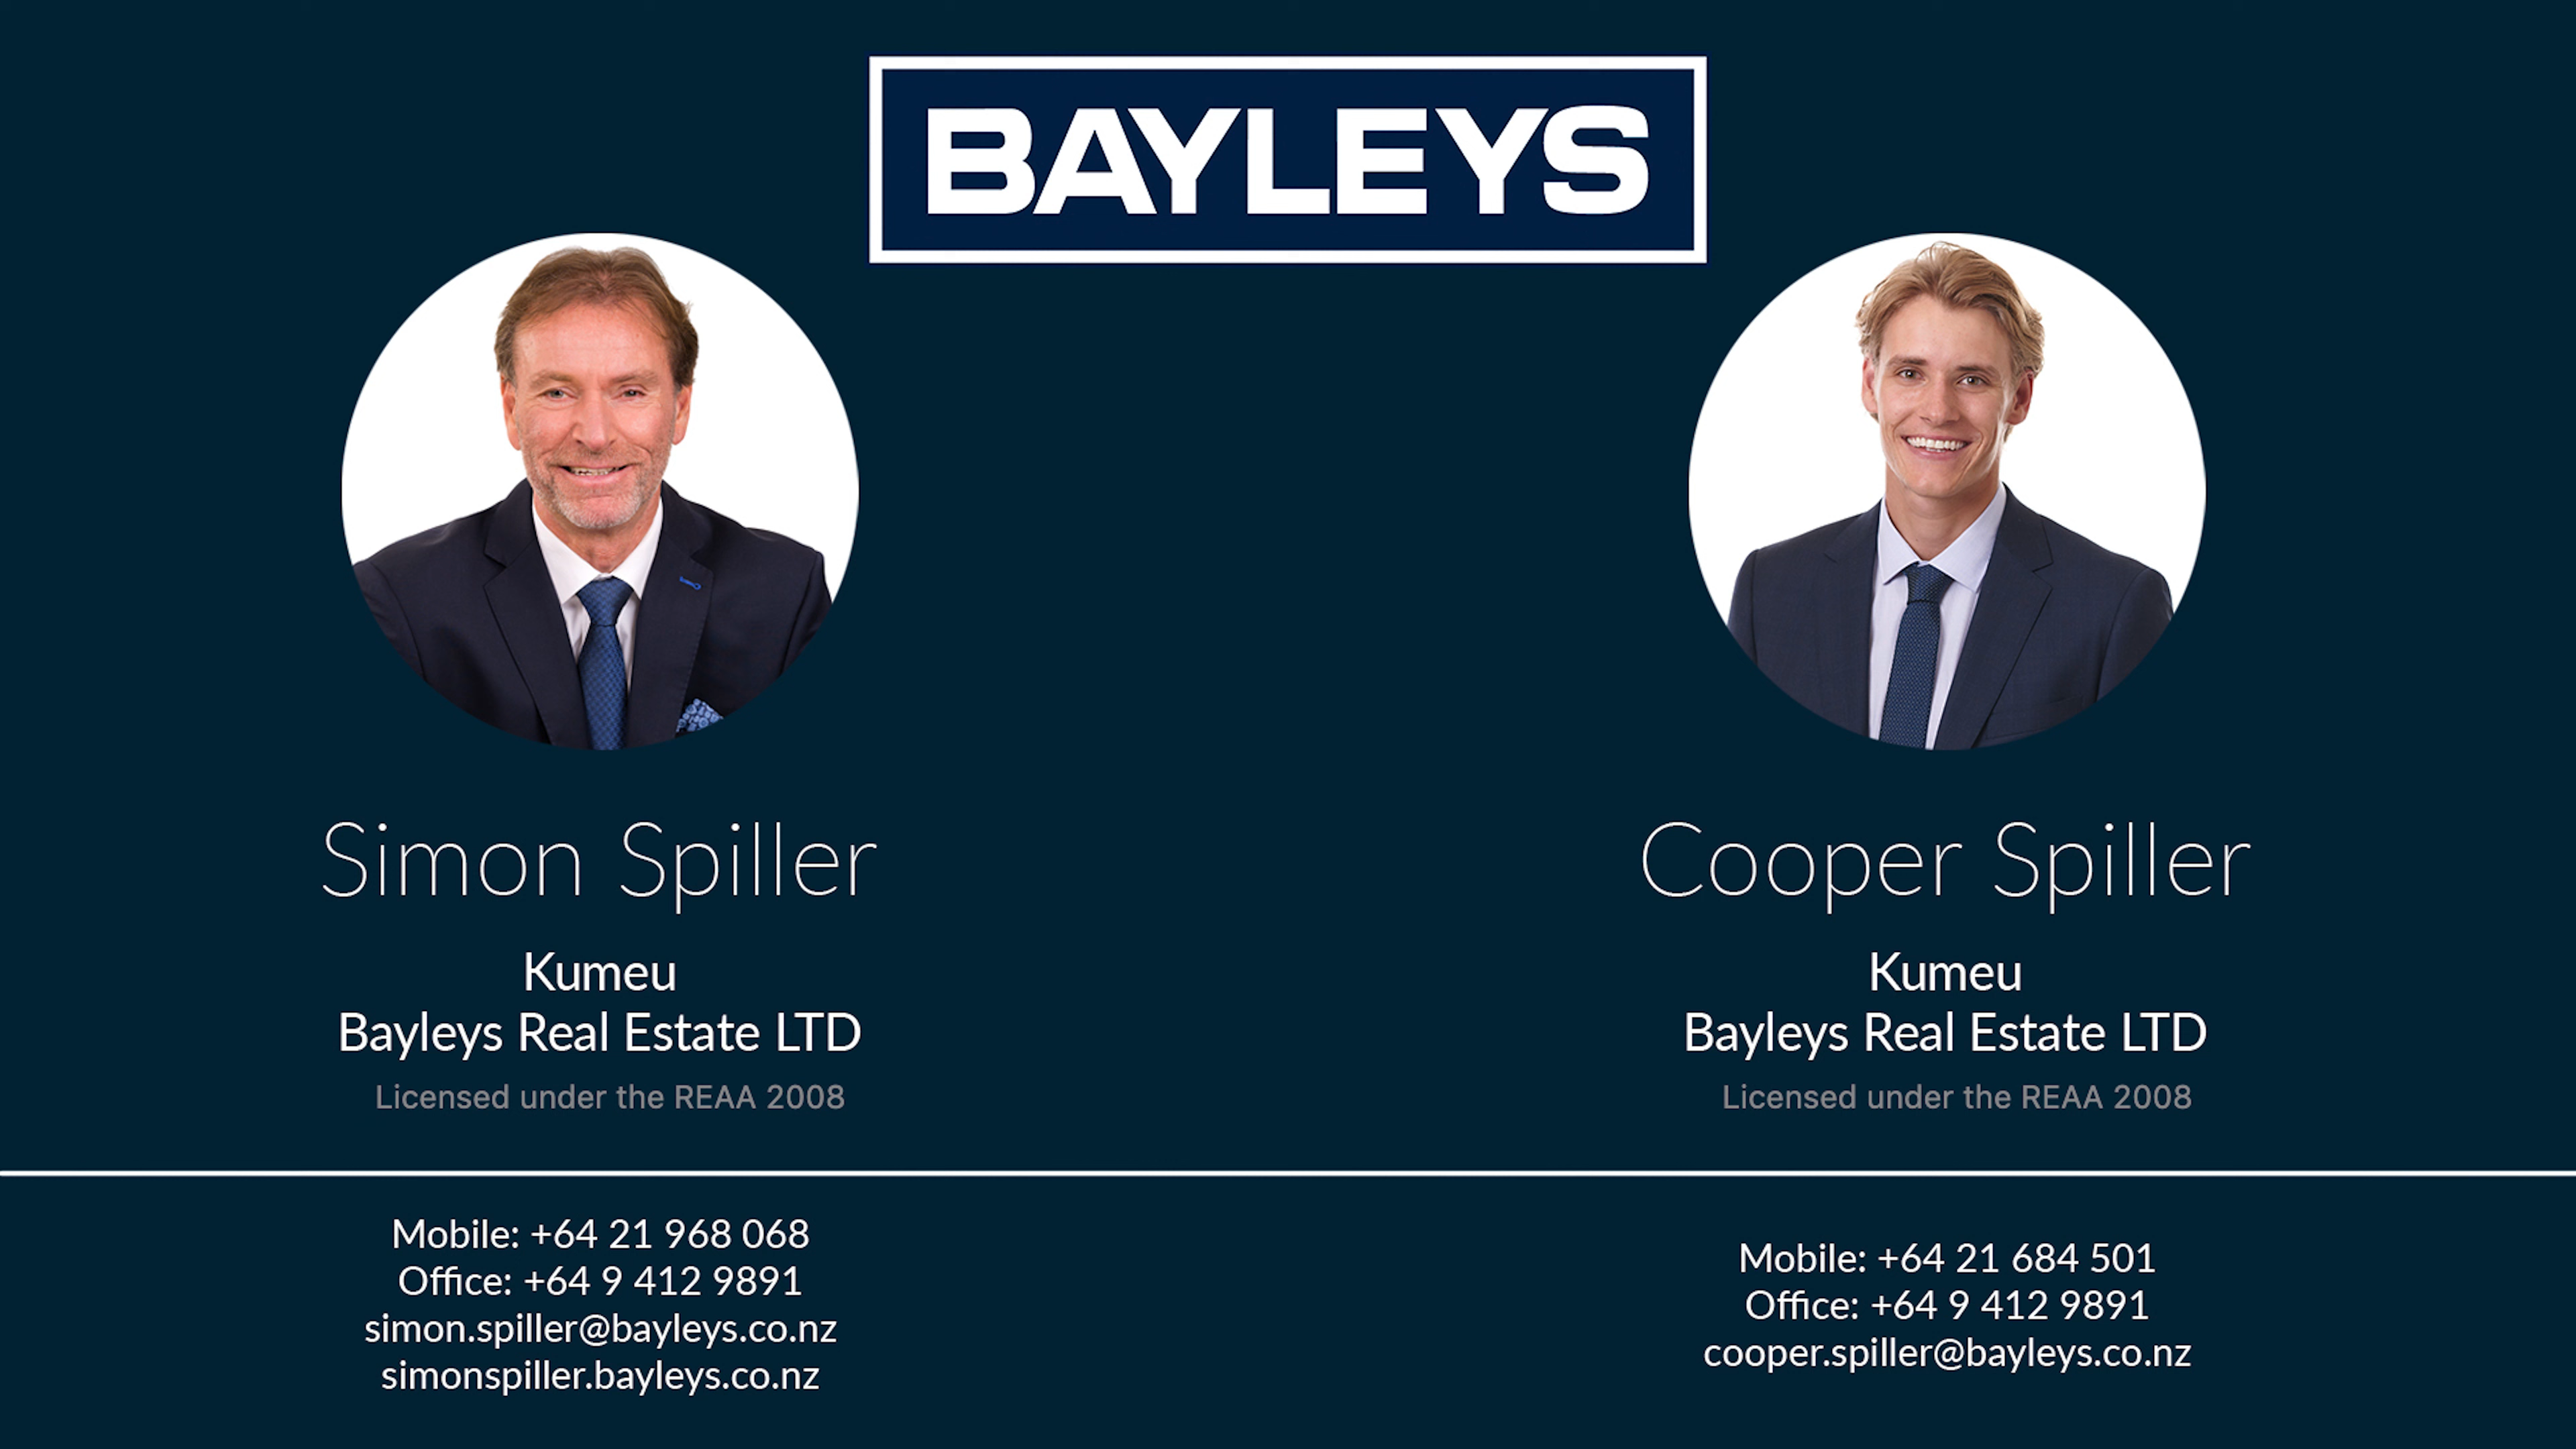 BAYLEYS
Simon Spiller
Kumeu
Bayleys Real Estate LTD
Licensed under the REAA 2008
Mobile: +64 21 968 068
Office: +64 9 412 9891
simon.spiller@bayleys.co.nz
simonspiller.bayleys.co.nz
Cooper Spiller
Kumeu
Bayleys Real Estate LTD
Licensed under the REAA 2008
Mobile: +64 21 684 501
Office: +64 9 412 9891
cooper.spiller@bayleys.co.nz